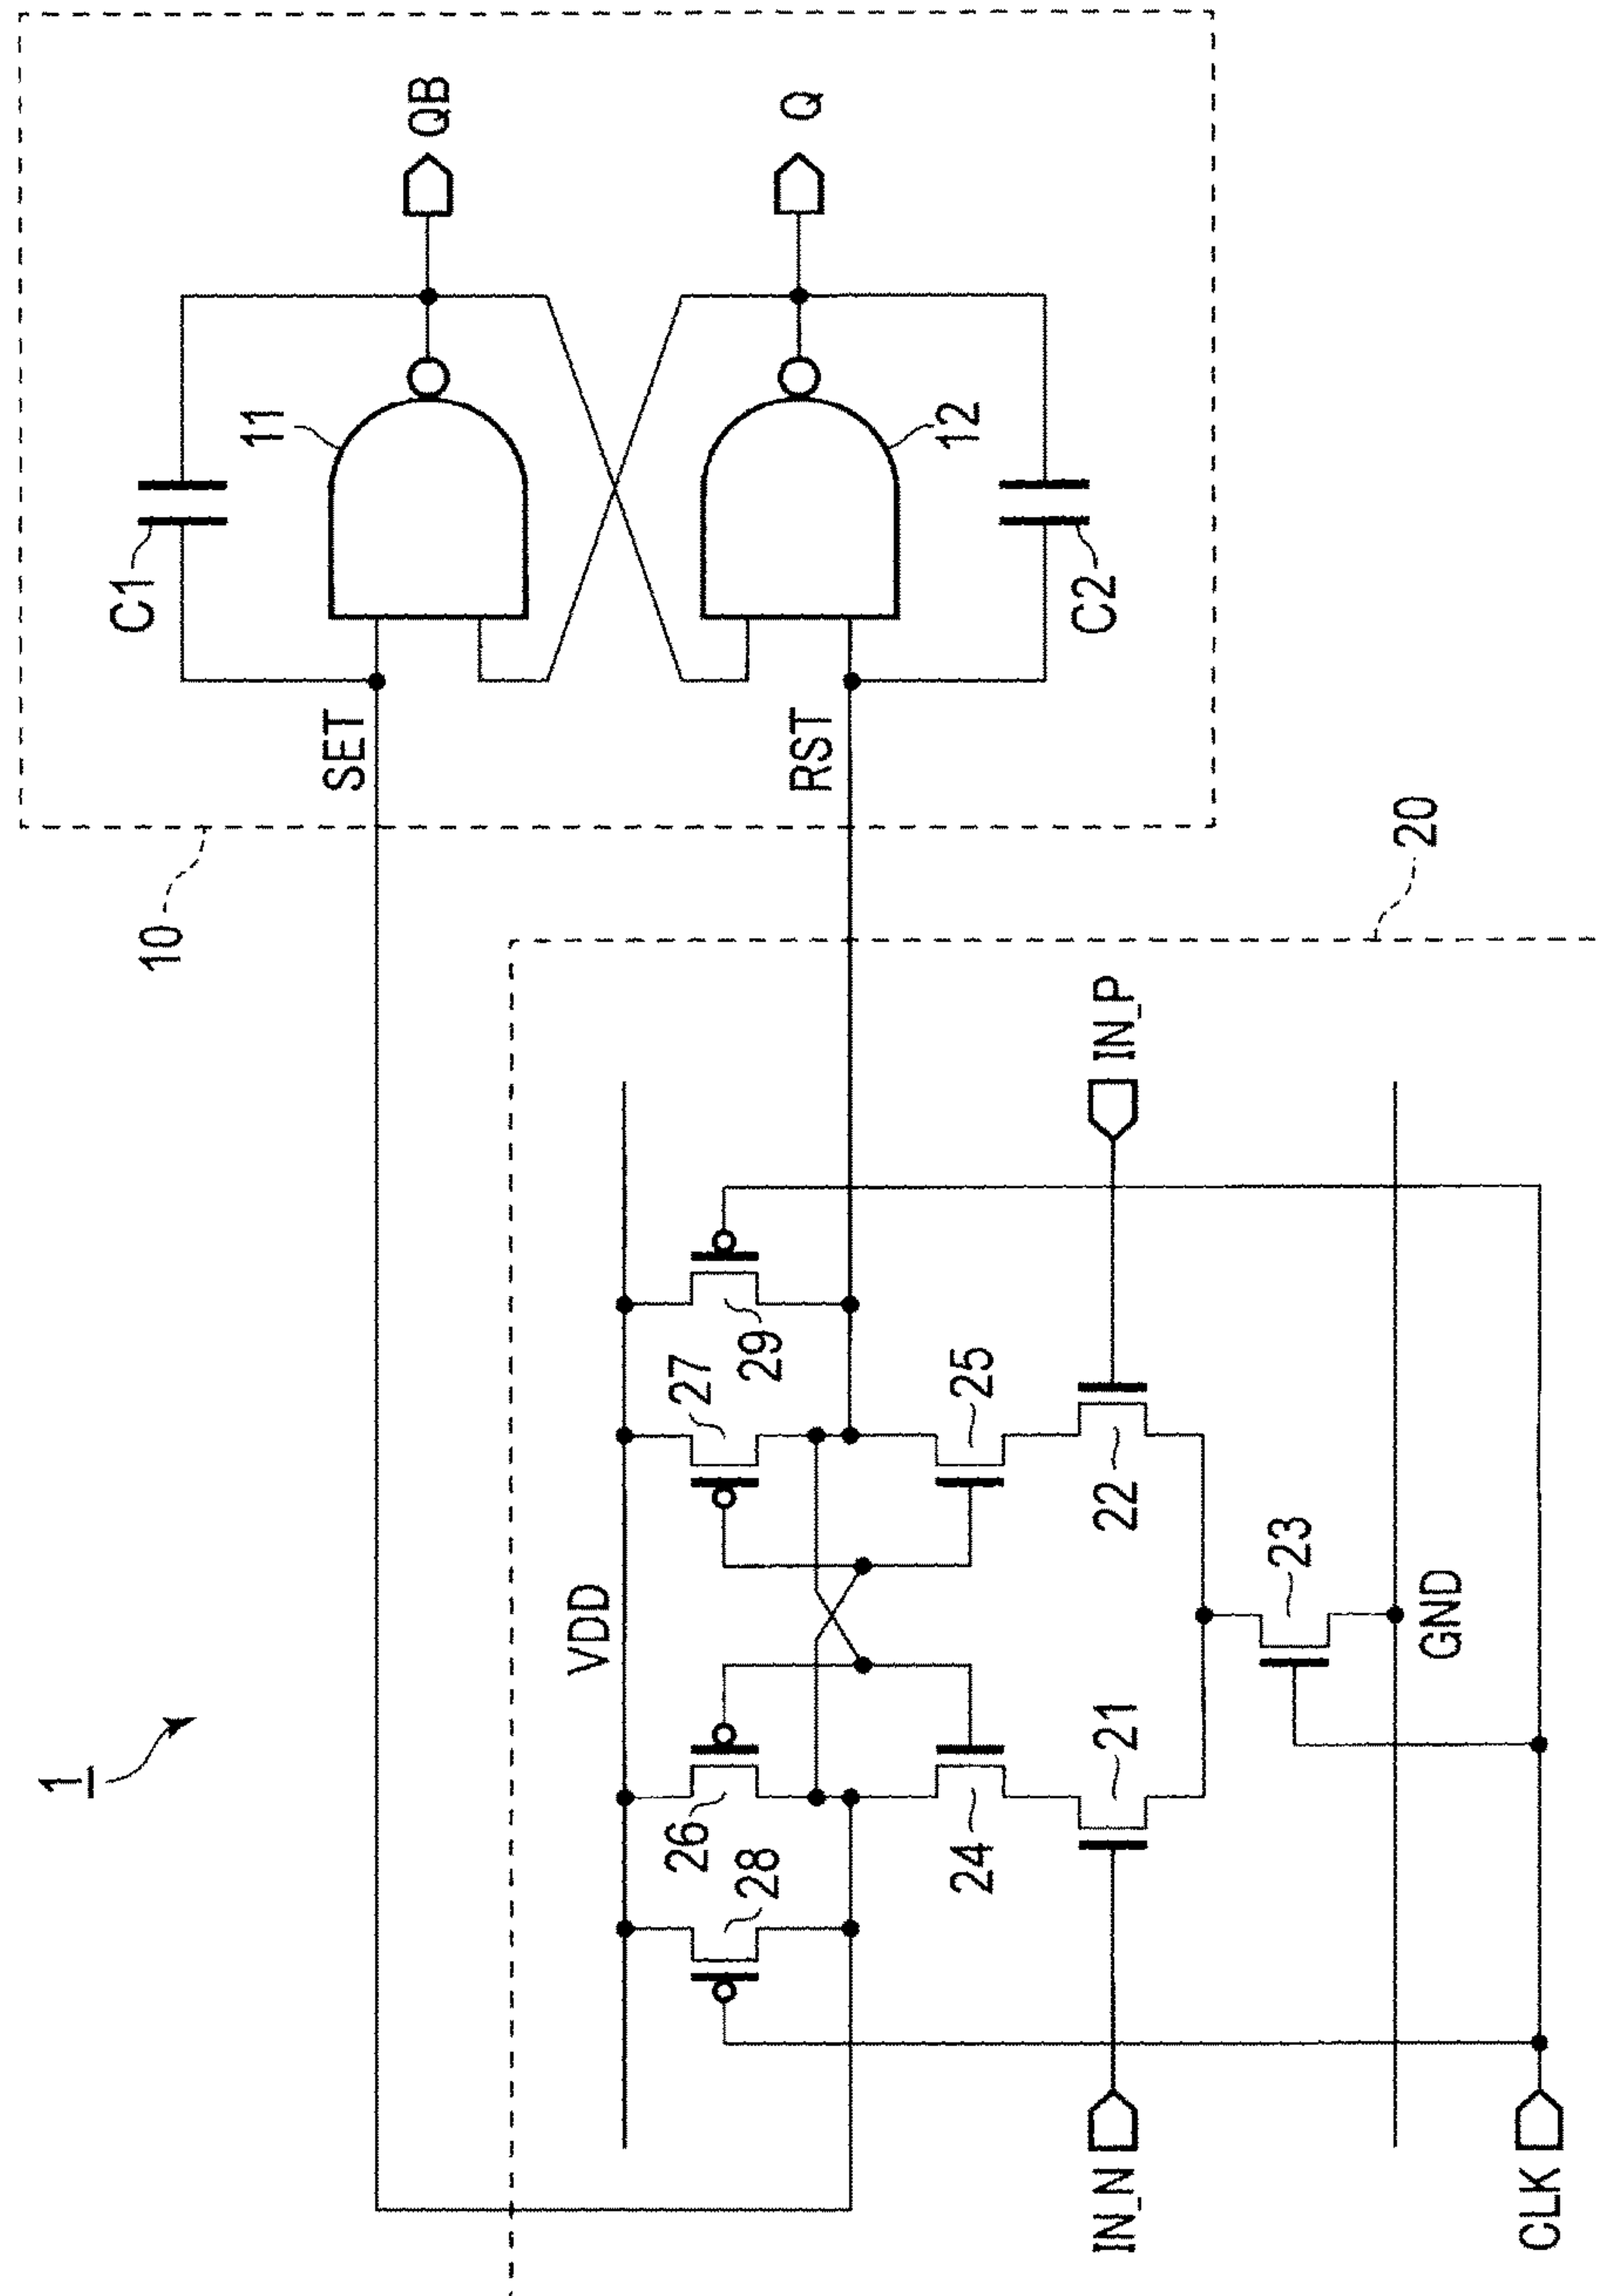 1
10
C1
11
QB
SET
RST
12
C2
Q
20
VDD
28
26
27
29
24
25
IN_N
21
22
IN_P
23
GND
CLK